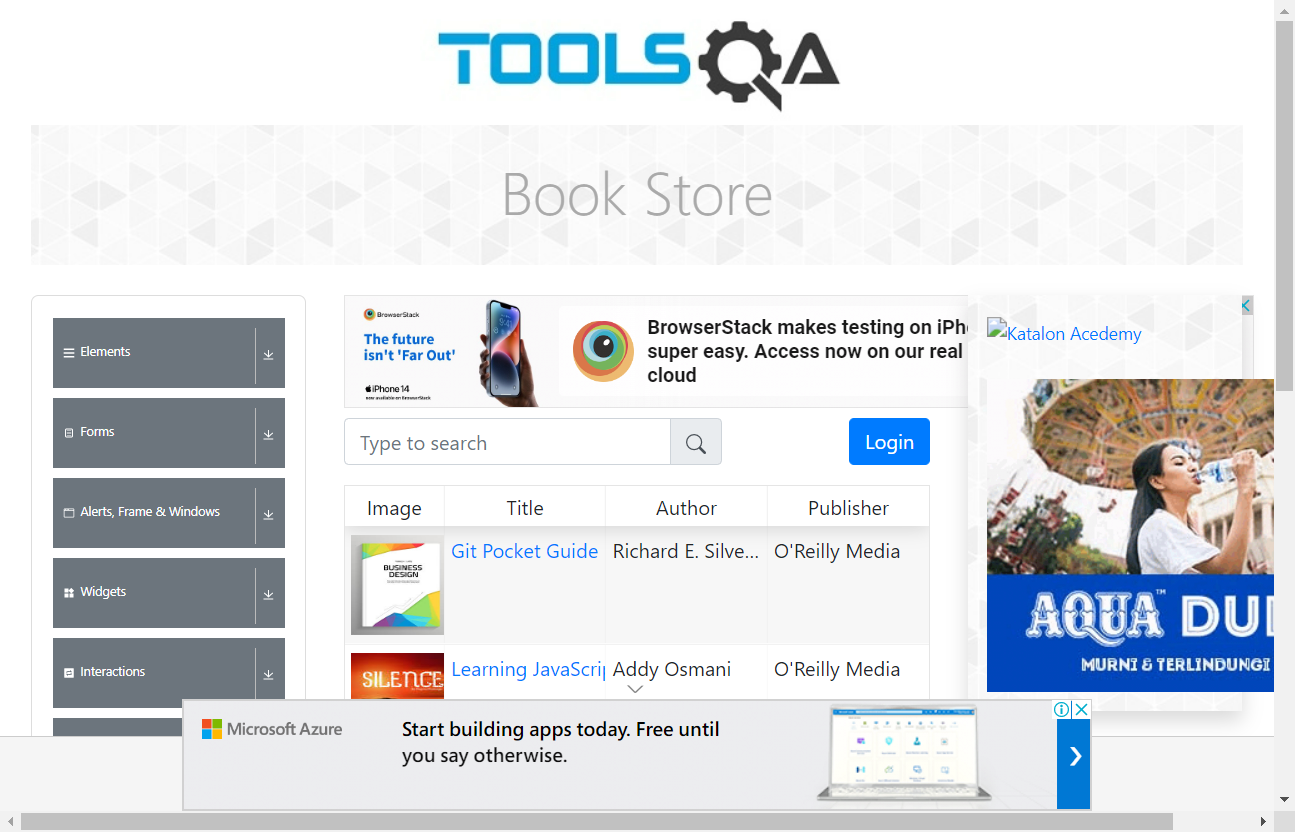 TOOLSQA
Book Store
Elements
Forms
Alerts, Frame & Windows
Widgets
Interactions
BrowserStack
The future
isn't 'Far Out'
iPhone 14
now available on BrowserStack
BrowserStack makes testing on iPh
super easy. Access now on our real
cloud
Katalon Acedemy
Type to search
Login
Image Title Author Publisher
BUSINESS
DESIGN
Git Pocket Guide Richard E. Silve... O'Reilly Media
SILENCE
Learning JavaScrip Addy Osmani O'Reilly Media
AQUA™ DU
MURNI & TERLINDUNGI
Microsoft Azure
Start building apps today. Free until
you say otherwise.